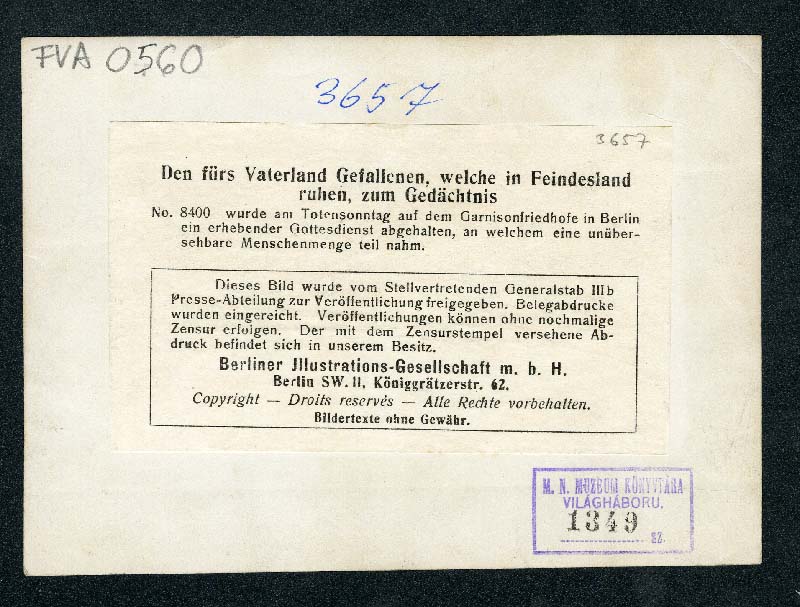 FVA 0560
3657
3657
Den fürs Vaterland Gefallenen, welche in Feindesland
ruhen, zum Gedächtnis
No. 8400 wurde am Totensonntag auf dem Garnisonfriedhofe in Berlin
ein erhebender Gottesdienst abgehalten, an welchem eine unüber-
sehbare Menschenmenge teil nahm.
Dieses Bild wurde vom Stellvertretenden Generalstab IIIb
Presse-Abteilung zur Veröffentlichung freigegeben. Belegabdrucke
wurden eingereicht. Veröffentlichungen können ohne nochmalige
Zensur erfolgen. Der mit dem Zensurstempel versehene Ab-
druck befindet sich in unserem Besitz.
Berliner Jllustrations-Gesellschaft m. b. H.
Berlin SW. 11, Königgrätzerstr. 62.
Copyright — Droits reservés — Alle Rechte vorbehalten.
Bildertexte ohne Gewähr.
M. N. MUZEUM KÖNYVTÁRA
VILÁGHÁBORU,
1349
SZ.